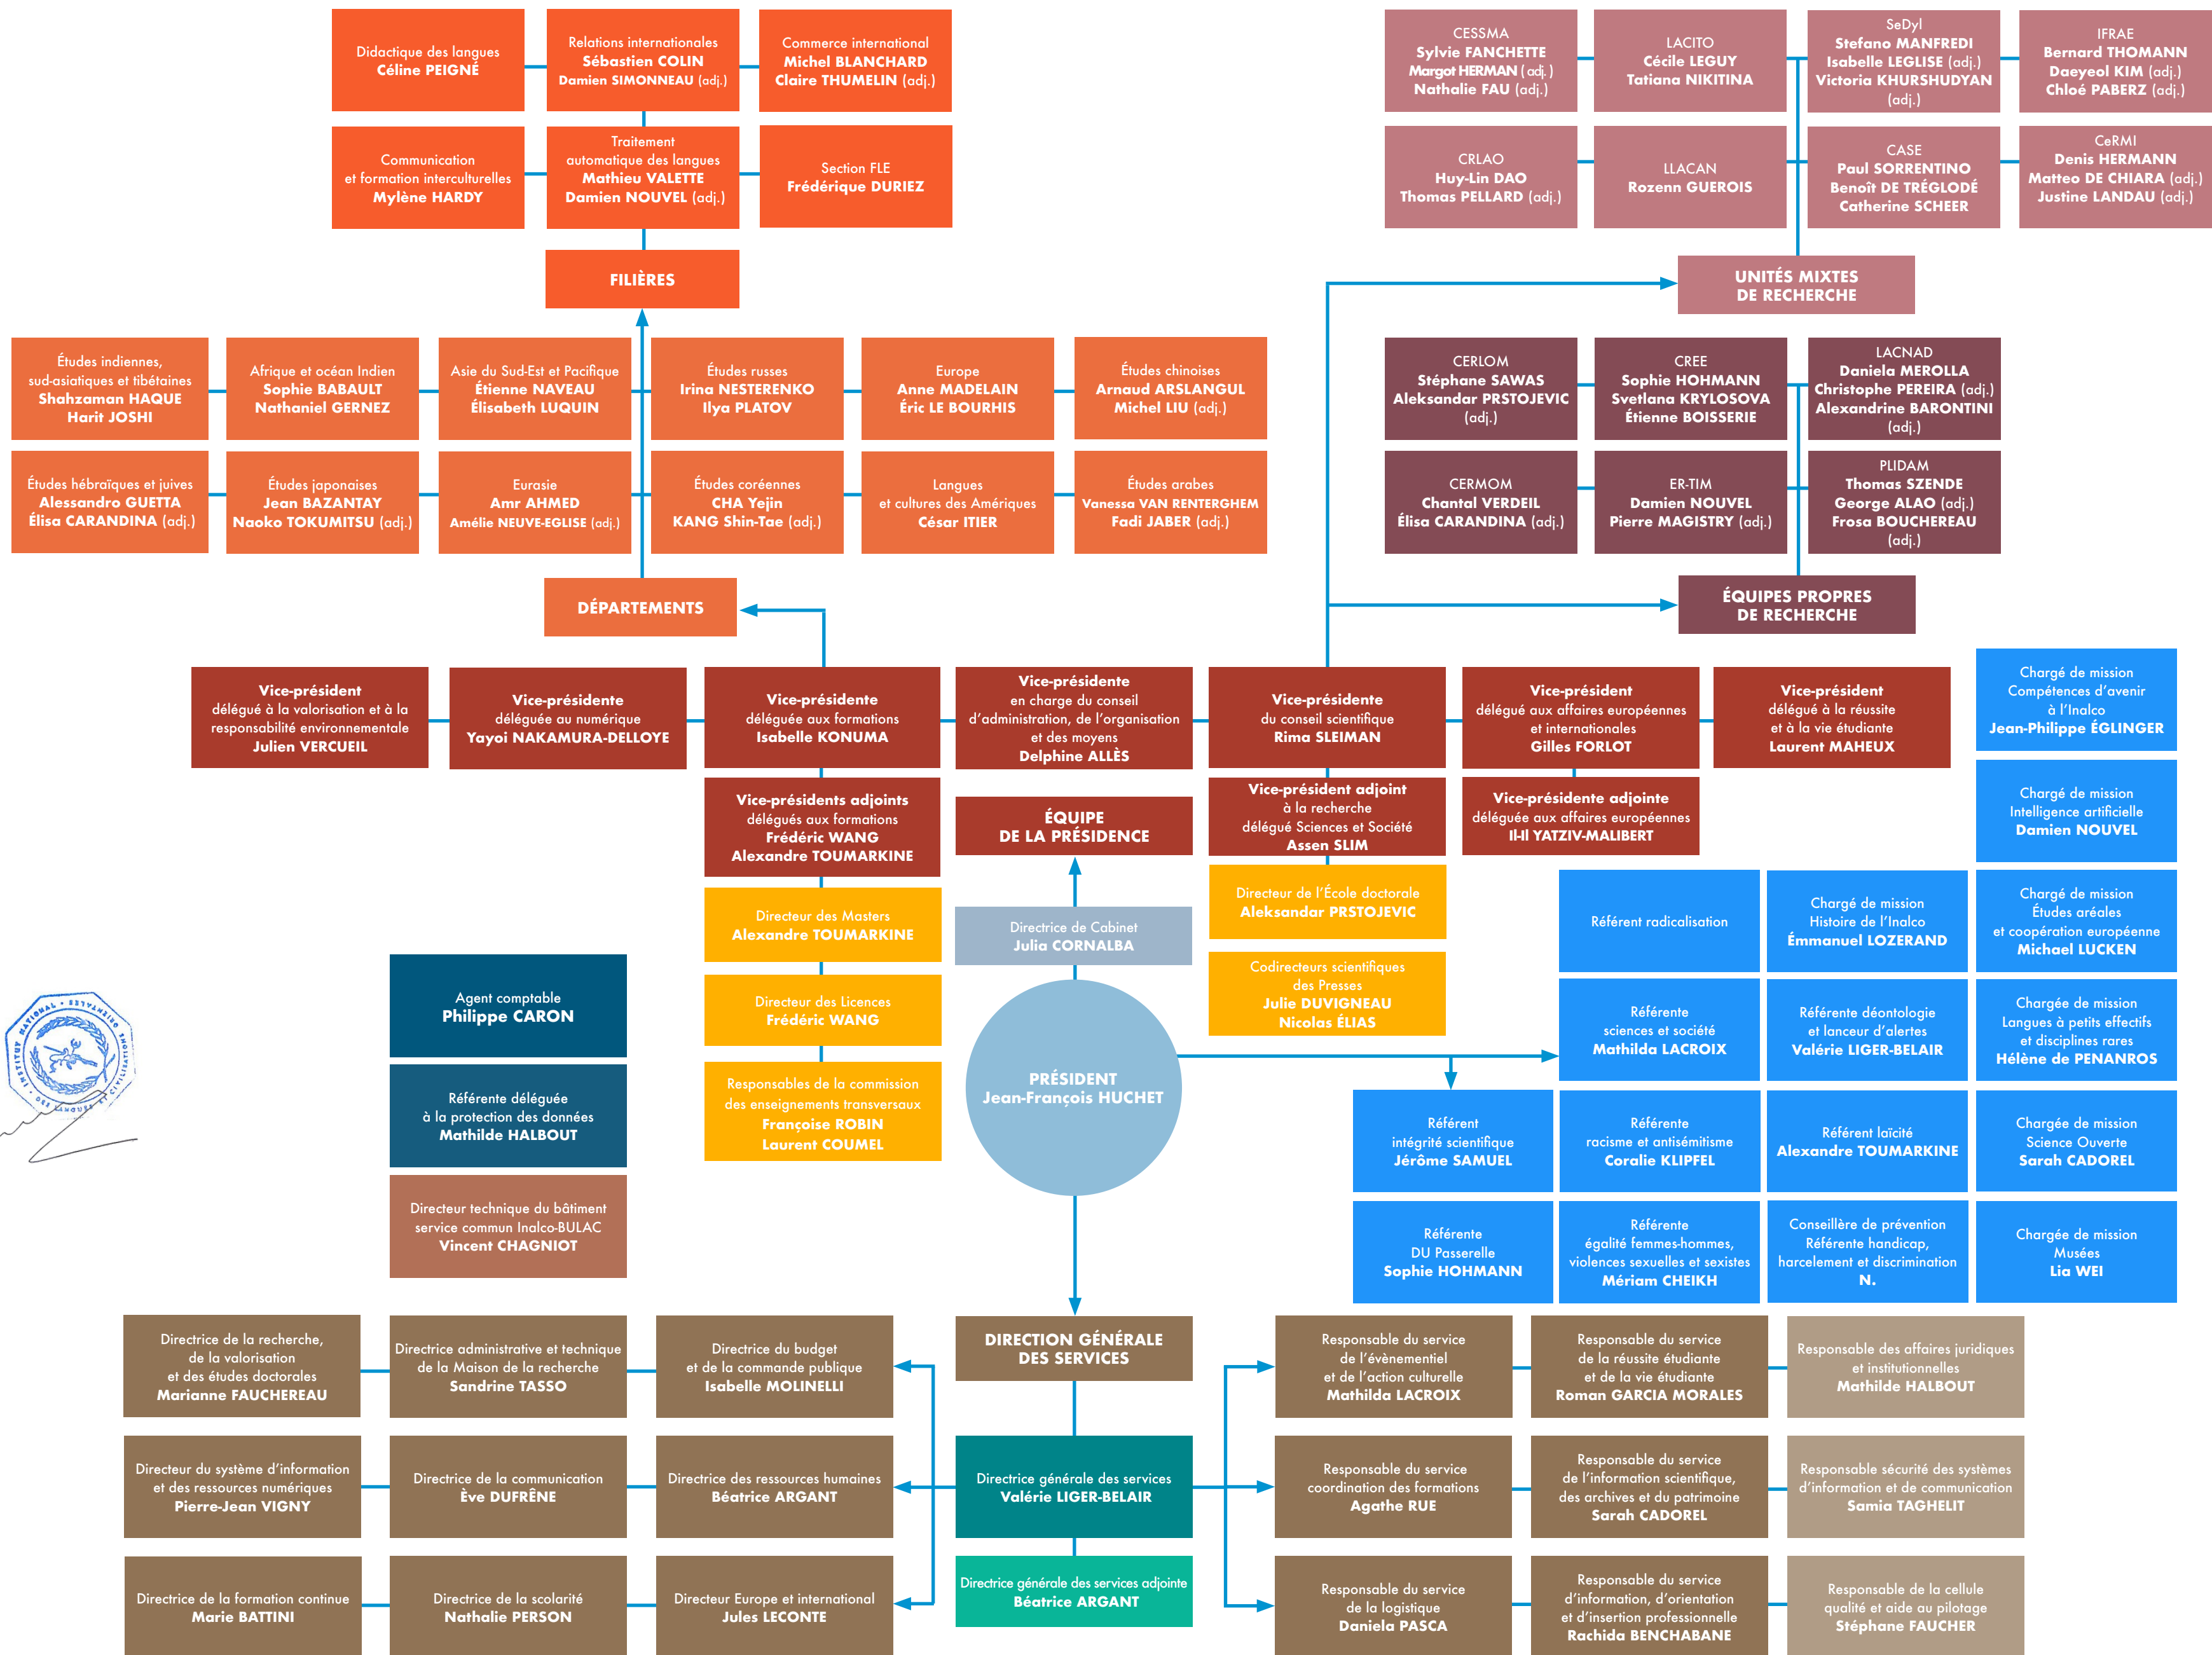 Didactique des langues
Céline PEIGNÉ
Relations internationales
Sébastien COLIN
Damien SIMONNEAU (adj.)
Commerce international
Michel BLANCHARD
Claire THUMELIN (adj.)
Communication
et formation interculturelles
Mylène HARDY
Traitement
automatique des langues
Mathieu VALETTE
Damien NOUVEL (adj.)
Section FLE
Frédérique DURIEZ
FILIÈRES
CESSMA
Sylvie FANCHETTE
Margot HERMAN (adj.)
Nathalie FAU (adj.)
LACITO
Cécile LEGUY
Tatiana NIKITINA
SeDyl
Stefano MANFREDI
Isabelle LEGLISE (adj.)
Victoria KHURSHUDYAN
(adj.)
IFRAE
Bernard THOMANN
Daeyeol KIM (adj.)
Chloé PABERZ (adj.)
CRLAO
Huy-Lin DAO
Thomas PELLARD (adj.)
LLACAN
Rozenn GUEROIS
CASE
Paul SORRENTINO
Benoît DE TRÉGLODÉ
Catherine SCHEER
CeRMI
Denis HERMANN
Matteo DE CHIARA (adj.)
Justine LANDAU (adj.)
UNITÉS MIXTES
DE RECHERCHE
Études indiennes,
sud-asiatiques et tibétaines
Shahzaman HAQUE
Harit JOSHI
Afrique et océan Indien
Sophie BABAULT
Nathaniel GERNEZ
Asie du Sud-Est et Pacifique
Étienne NAVEAU
Élisabeth LUQUIN
Études russes
Irina NESTERENKO
Ilya PLATOV
Europe
Anne MADELAIN
Éric LE BOURHIS
Études chinoises
Arnaud ARSLANGUL
Michel LIU (adj.)
Études hébraïques et juives
Alessandro GUETTA
Élisa CARANDINA (adj.)
Études japonaises
Jean BAZANTAY
Naoko TOKUMITSU (adj.)
Eurasie
Amr AHMED
Amélie NEUVE-EGLISE (adj.)
Études coréennes
CHA Yejin
KANG Shin-Tae (adj.)
Langues
et cultures des Amériques
César ITIER
Études arabes
Vanessa VAN RENTERGHEM
Fadi JABER (adj.)
DÉPARTEMENTS
CERLOM
Stéphane SAWAS
Aleksandar PRSTOJEVIC
(adj.)
CREE
Sophie HOHMANN
Svetlana KRYLOSOVA
Étienne BOISSERIE
LACNAD
Daniela MEROLLA
Christophe PEREIRA (adj.)
Alexandrine BARONTINI
(adj.)
CERMOM
Chantal VERDEIL
Élisa CARANDINA (adj.)
ER-TIM
Damien NOUVEL
Pierre MAGISTRY (adj.)
PLIDAM
Thomas SZENDE
George ALAO (adj.)
Frosa BOUCHEREAU
(adj.)
ÉQUIPES PROPRES
DE RECHERCHE
Vice-président
délégué à la valorisation et à la
responsabilité environnementale
Julien VERCUEIL
Vice-présidente
déléguée au numérique
Yayoi NAKAMURA-DELLOYE
Vice-présidente
déléguée aux formations
Isabelle KONUMA
Vice-présidente
en charge du conseil
d'administration, de l'organisation
et des moyens
Delphine ALLÈS
Vice-présidente
du conseil scientifique
Rima SLEIMAN
Vice-président
délégué aux affaires européennes
et internationales
Gilles FORLOT
Vice-président
délégué à la réussite
et à la vie étudiante
Laurent MAHEUX
Chargé de mission
Compétences d'avenir
à l'Inalco
Jean-Philippe ÉGLINGER
Vice-présidents adjoints
délégués aux formations
Frédéric WANG
Alexandre TOUMARKINE
ÉQUIPE
DE LA PRÉSIDENCE
Vice-président adjoint
à la recherche
délégué Sciences et Société
Assen SLIM
Vice-présidente adjointe
déléguée aux affaires européennes
Il-Il YATZIV-MALIBERT
Chargé de mission
Intelligence artificielle
Damien NOUVEL
Directeur des Masters
Alexandre TOUMARKINE
Directrice de Cabinet
Julia CORNALBA
Directeur de l'École doctorale
Aleksandar PRSTOJEVIC
Référent radicalisation
Chargé de mission
Histoire de l'Inalco
Émmanuel LOZERAND
Chargé de mission
Études aréales
et coopération européenne
Michael LUCKEN
Agent comptable
Philippe CARON
Directeur des Licences
Frédéric WANG
Codirecteurs scientifiques
des Presses
Julie DUVIGNEAU
Nicolas ÉLIAS
Référente
sciences et société
Mathilda LACROIX
Référente déontologie
et lanceur d'alertes
Valérie LIGER-BELAIR
Chargée de mission
Langues à petits effectifs
et disciplines rares
Hélène de PENANROS
INSTITUT NATIONAL
DES LANGUES ET CIVILISATIONS ORIENTALES
Référente déléguée
à la protection des données
Mathilde HALBOUT
Responsables de la commission
des enseignements transversaux
Françoise ROBIN
Laurent COUMEL
PRÉSIDENT
Jean-François HUCHET
Référent
intégrité scientifique
Jérôme SAMUEL
Référente
racisme et antisémitisme
Coralie KLIPFEL
Référent laïcité
Alexandre TOUMARKINE
Chargée de mission
Science Ouverte
Sarah CADOREL
Directeur technique du bâtiment
service commun Inalco-BULAC
Vincent CHAGNIOT
Référente
DU Passerelle
Sophie HOHMANN
Référente
égalité femmes-hommes,
violences sexuelles et sexistes
Mériam CHEIKH
Conseillère de prévention
Référente handicap,
harcelement et discrimination
N.
Chargée de mission
Musées
Lia WEI
Directrice de la recherche,
de la valorisation
et des études doctorales
Marianne FAUCHEREAU
Directrice administrative et technique
de la Maison de la recherche
Sandrine TASSO
Directrice du budget
et de la commande publique
Isabelle MOLINELLI
DIRECTION GÉNÉRALE
DES SERVICES
Responsable du service
de l'évènementiel
et de l'action culturelle
Mathilda LACROIX
Responsable du service
de la réussite étudiante
et de la vie étudiante
Roman GARCIA MORALES
Responsable des affaires juridiques
et institutionnelles
Mathilde HALBOUT
Directeur du système d'information
et des ressources numériques
Pierre-Jean VIGNY
Directrice de la communication
Ève DUFRÊNE
Directrice des ressources humaines
Béatrice ARGANT
Directrice générale des services
Valérie LIGER-BELAIR
Responsable du service
coordination des formations
Agathe RUE
Responsable du service
de l'information scientifique,
des archives et du patrimoine
Sarah CADOREL
Responsable sécurité des systèmes
d'information et de communication
Samia TAGHELIT
Directrice de la formation continue
Marie BATTINI
Directrice de la scolarité
Nathalie PERSON
Directeur Europe et international
Jules LECONTE
Directrice générale des services adjointe
Béatrice ARGANT
Responsable du service
de la logistique
Daniela PASCA
Responsable du service
d'information, d'orientation
et d'insertion professionnelle
Rachida BENCHABANE
Responsable de la cellule
qualité et aide au pilotage
Stéphane FAUCHER